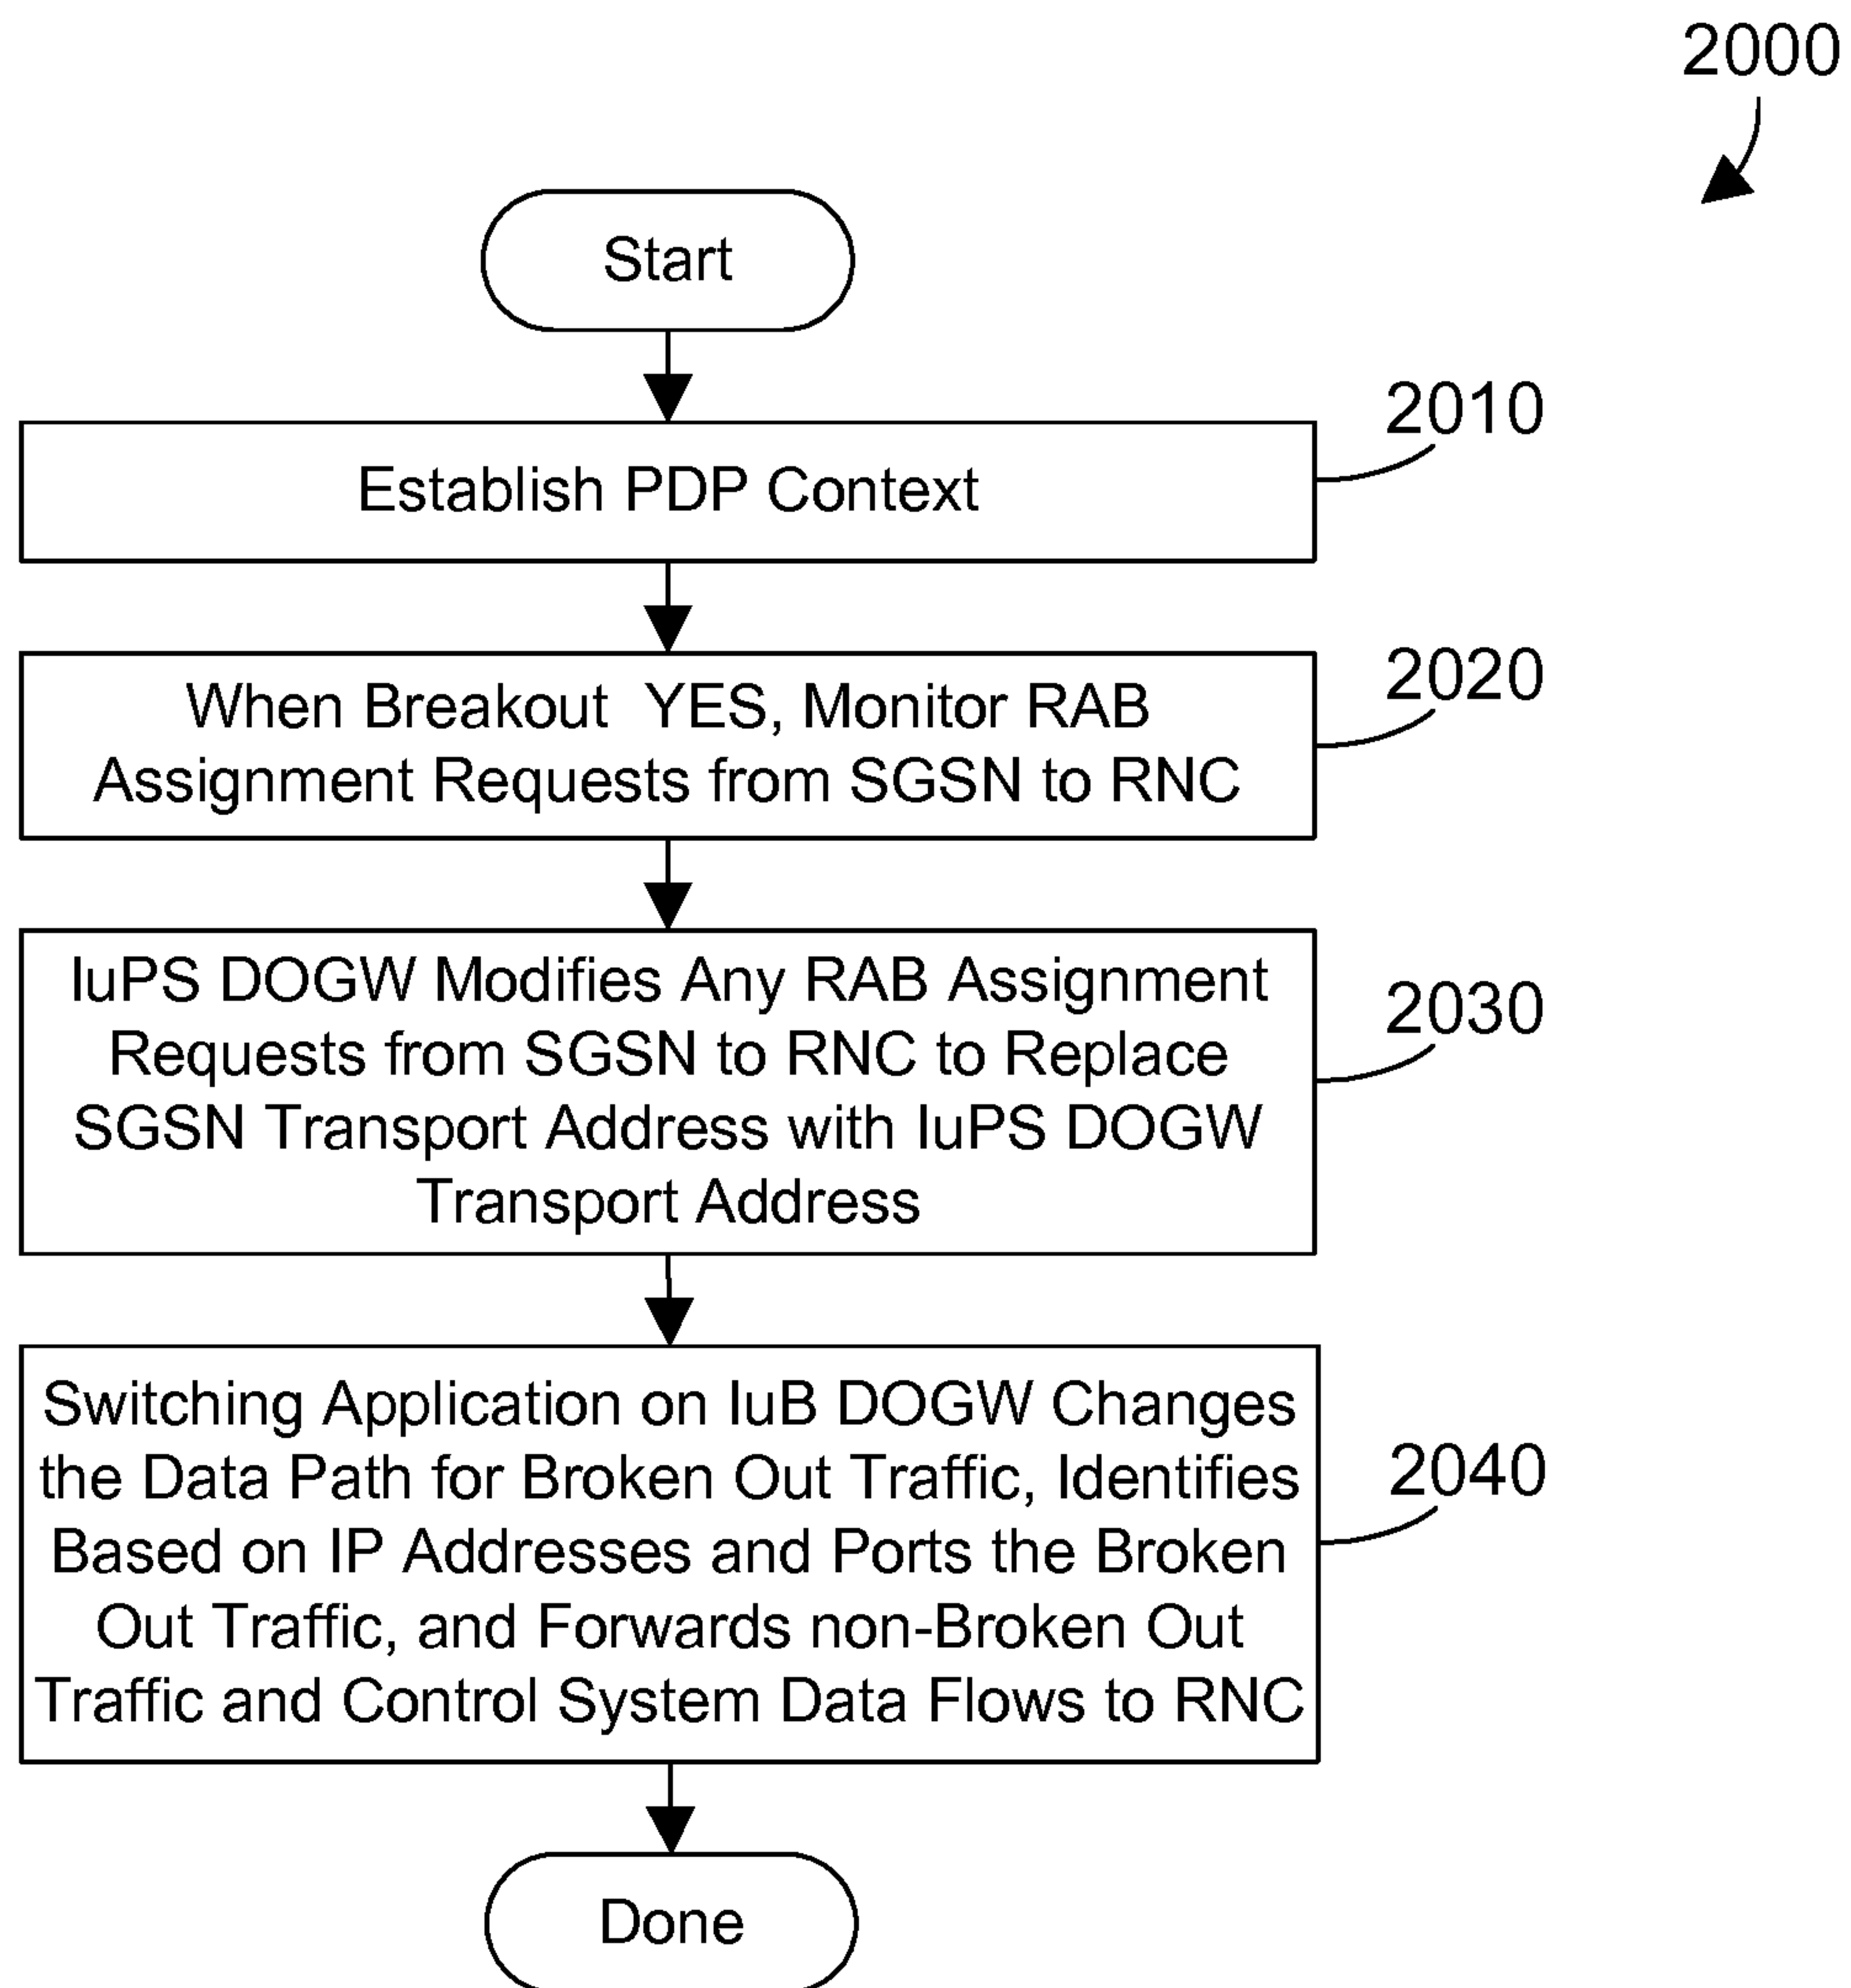 2000
Start
2010
Establish PDP Context
2020
When Breakout YES, Monitor RAB
Assignment Requests from SGSN to RNC
2030
IuPS DOGW Modifies Any RAB Assignment
Requests from SGSN to RNC to Replace
SGSN Transport Address with IuPS DOGW
Transport Address
2040
Switching Application on IuB DOGW Changes
the Data Path for Broken Out Traffic, Identifies
Based on IP Addresses and Ports the Broken
Out Traffic, and Forwards non-Broken Out
Traffic and Control System Data Flows to RNC
Done